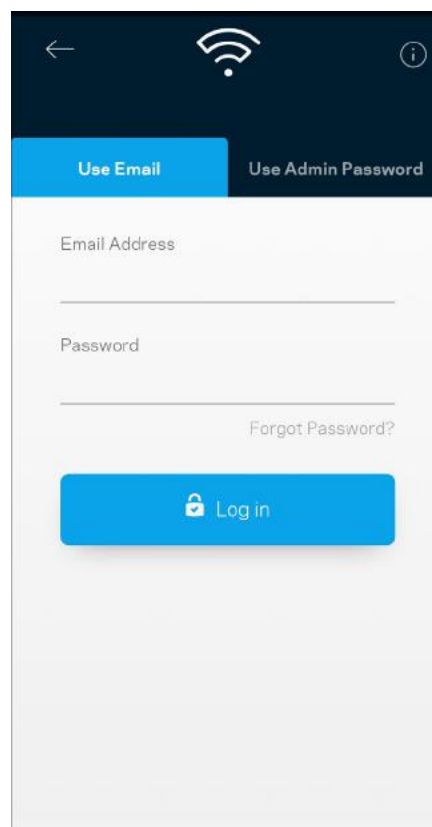 Use Email
Use Admin Password
Email Address
Password
Forgot Password?
Log in